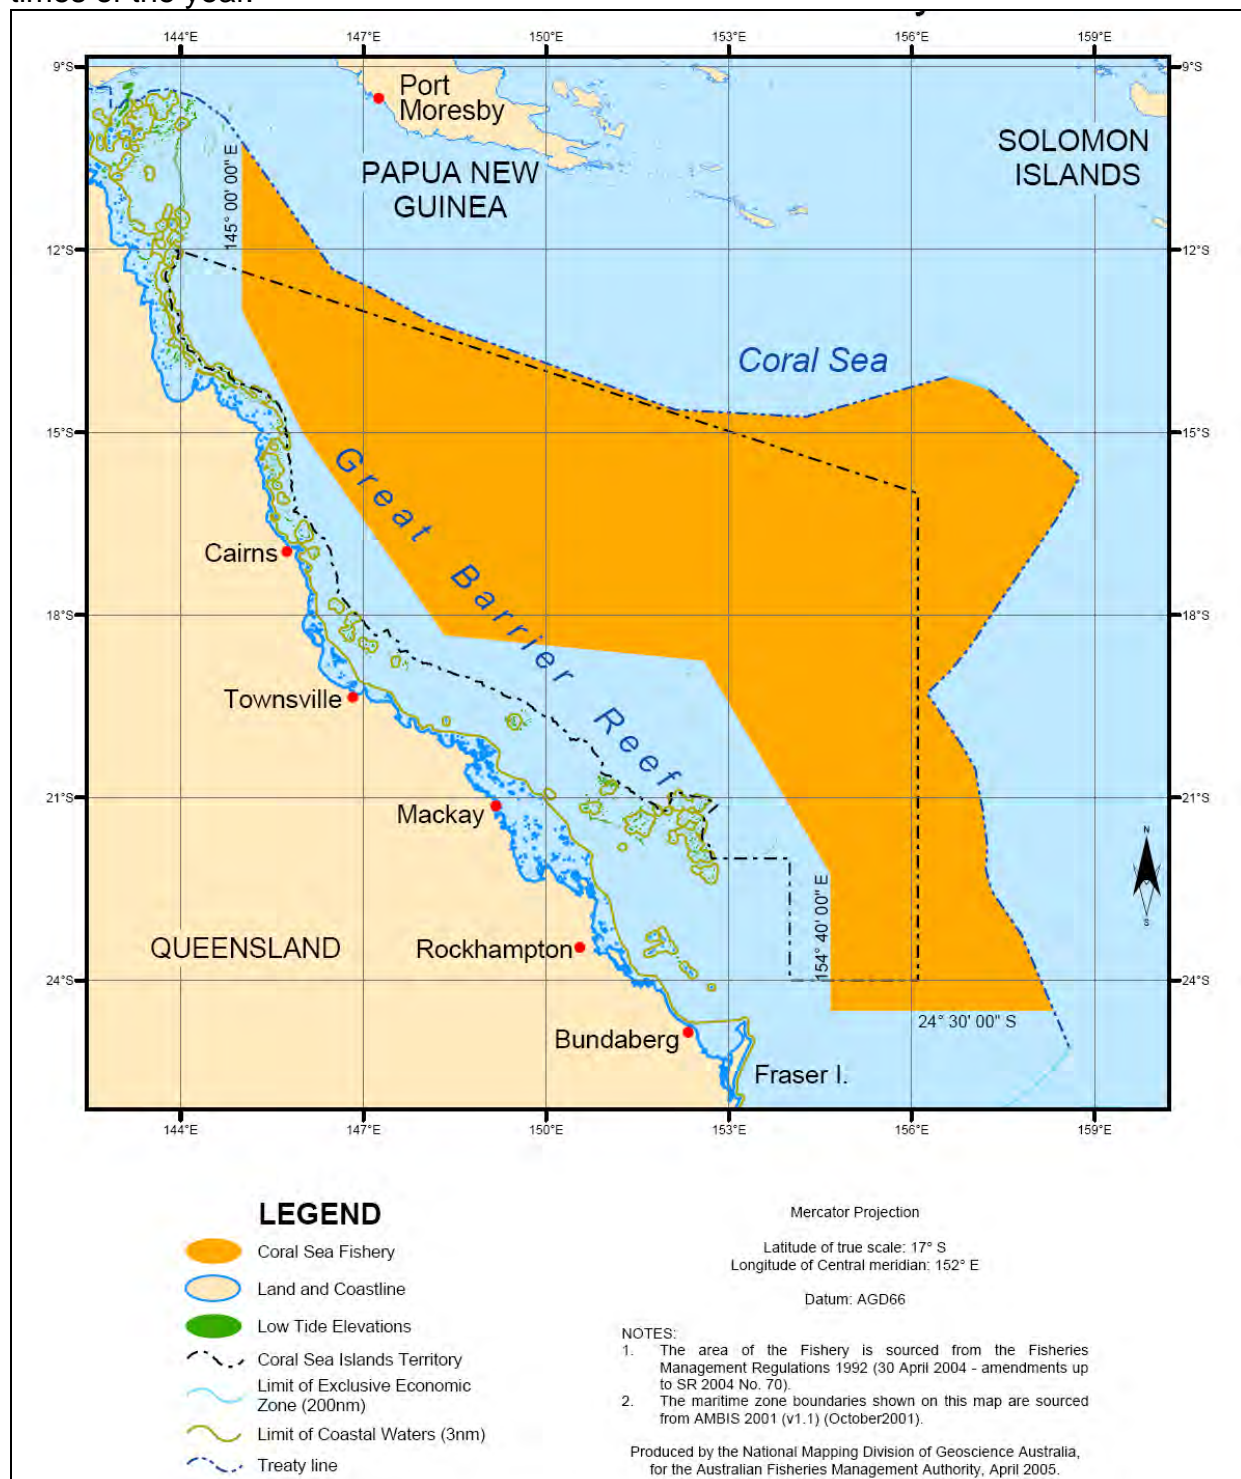 times of the year.
144°E 147°E 150°E 153°E 156°E 159°E
9°S 9°S
Port
Moresby
SOLOMON
ISLANDS
PAPUA NEW
GUINEA
145° 00' 00" E
12°S 12°S
Coral Sea
15°S 15°S
Great Barrier Reef
Cairns
18°S 18°S
Townsville
21°S 21°S
Mackay
N
S
154° 40' 00" E
QUEENSLAND
Rockhampton
24°S 24°S
24° 30' 00" S
Bundaberg
Fraser I.
144°E 147°E 150°E 153°E 156°E 159°E
LEGEND
Coral Sea Fishery
Land and Coastline
Low Tide Elevations
Coral Sea Islands Territory
Limit of Exclusive Economic
Zone (200nm)
Limit of Coastal Waters (3nm)
Treaty line
Mercator Projection
Latitude of true scale: 17° S
Longitude of Central meridian: 152° E
Datum: AGD66
NOTES:
1. The area of the Fishery is sourced from the Fisheries
Management Regulations 1992 (30 April 2004 - amendments up
to SR 2004 No. 70).
2. The maritime zone boundaries shown on this map are sourced
from AMBIS 2001 (v1.1) (October2001).
Produced by the National Mapping Division of Geoscience Australia,
for the Australian Fisheries Management Authority, April 2005.